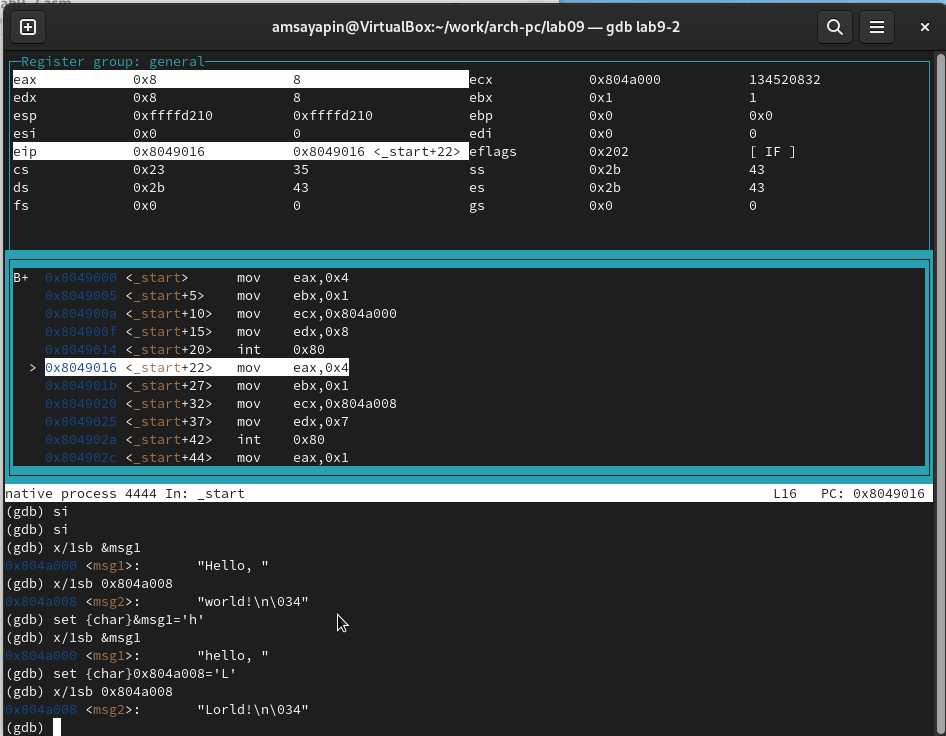 amsayapin@VirtualBox:~/work/arch-pc/lab09 — gdb lab9-2
Register group: general
eax 0x8 8 ecx 0x804a000 134520832
edx 0x8 8 ebx 0x1 1
esp 0xffffd210 0xffffd210 ebp 0x0 0x0
esi 0x0 0 edi 0x0 0
eip 0x8049016 0x8049016 <_start+22> eflags 0x202 [ IF ]
cs 0x23 35 ss 0x2b 43
ds 0x2b 43 es 0x2b 43
fs 0x0 0 gs 0x0 0
B+ 0x8049000 <_start> mov eax,0x4
0x8049005 <_start+5> mov ebx,0x1
0x804900a <_start+10> mov ecx,0x804a000
0x804900f <_start+15> mov edx,0x8
0x8049014 <_start+20> int 0x80
> 0x8049016 <_start+22> mov eax,0x4
0x804901b <_start+27> mov ebx,0x1
0x8049020 <_start+32> mov ecx,0x804a008
0x8049025 <_start+37> mov edx,0x7
0x804902a <_start+42> int 0x80
0x804902c <_start+44> mov eax,0x1
native process 4444 In: _start L16 PC: 0x8049016
(gdb) si
(gdb) si
(gdb) x/1sb &msg1
0x804a000 <msg1>: "Hello, "
(gdb) x/1sb 0x804a008
0x804a008 <msg2>: "world!\n\034"
(gdb) set {char}&msg1='h'
(gdb) x/1sb &msg1
0x804a000 <msg1>: "hello, "
(gdb) set {char}0x804a008='L'
(gdb) x/1sb 0x804a008
0x804a008 <msg2>: "Lorld!\n\034"
(gdb)